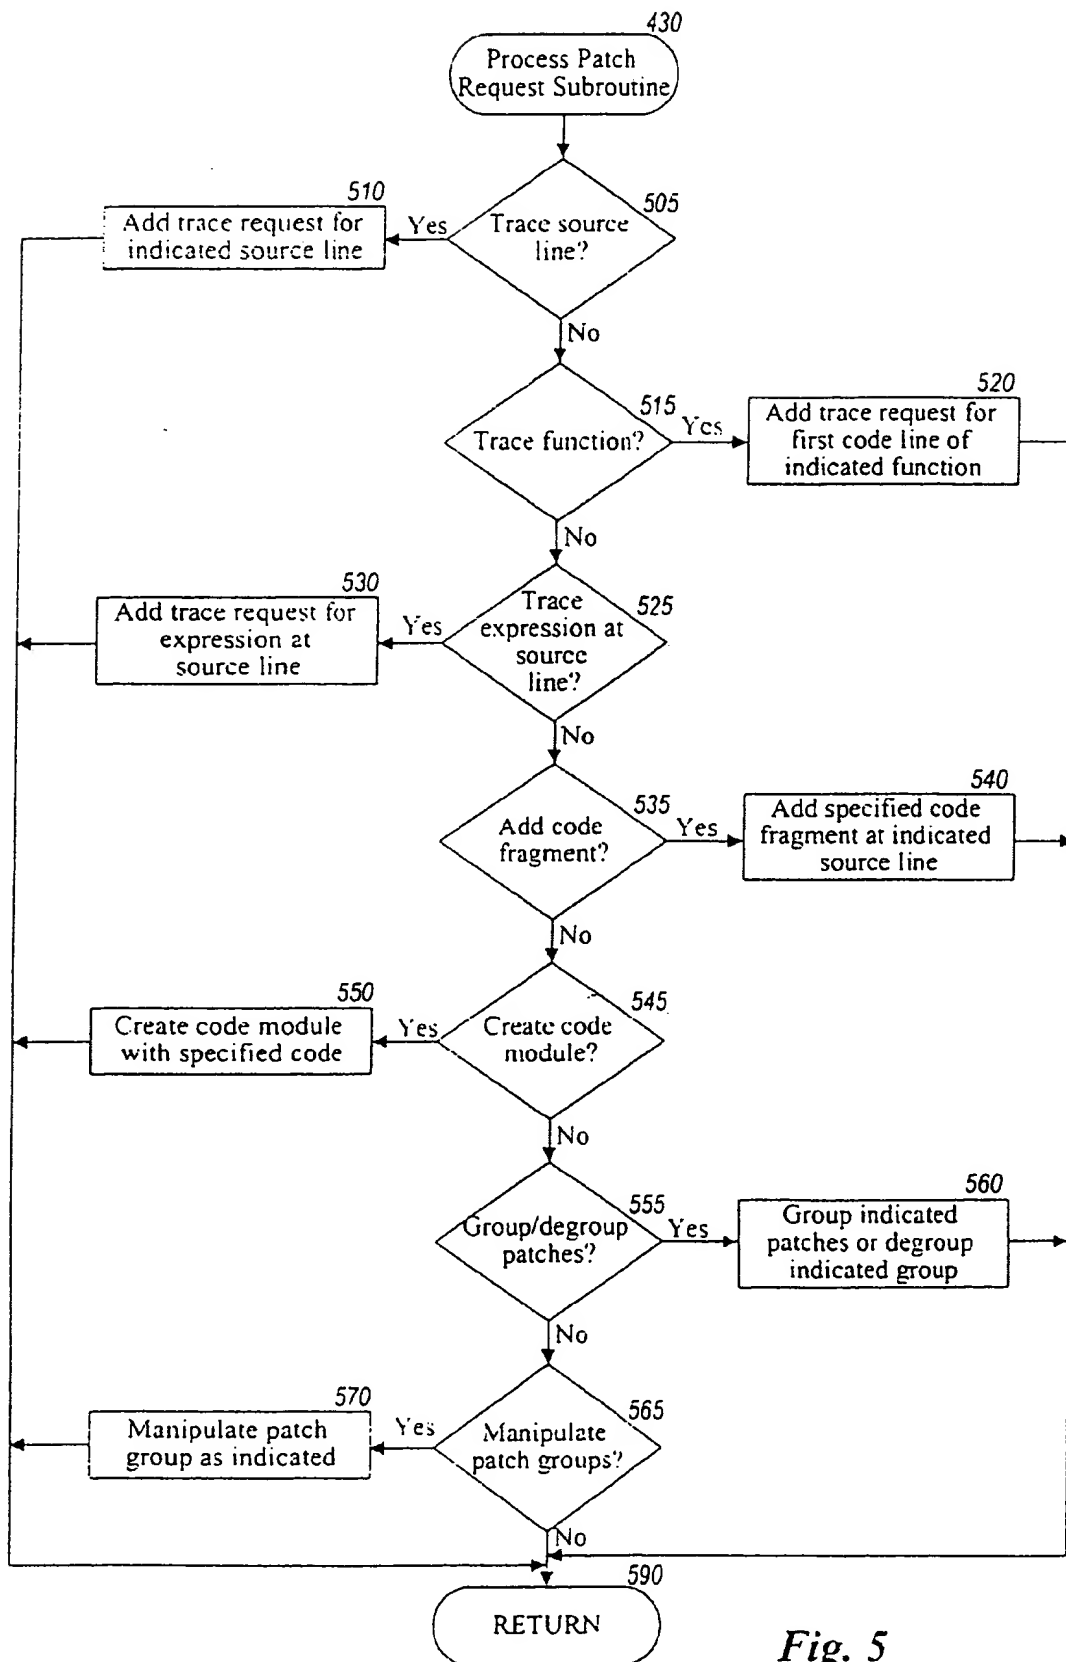 430
Process Patch
Request Subroutine
510
505
Add trace request for
indicated source line
Yes
Trace source
line?
No
520
515
Trace function?
Yes
Add trace request for
first code line of
indicated function
No
530
525
Add trace request for
expression at
source line
Yes
Trace
expression at
source
line?
No
540
535
Add code
fragment?
Yes
Add specified code
fragment at indicated
source line
No
550
545
Create code module
with specified code
Yes
Create code
module?
No
560
555
Group/degroup
patches?
Yes
Group indicated
patches or degroup
indicated group
No
570
565
Manipulate patch
group as indicated
Yes
Manipulate
patch groups?
No
590
RETURN
Fig. 5